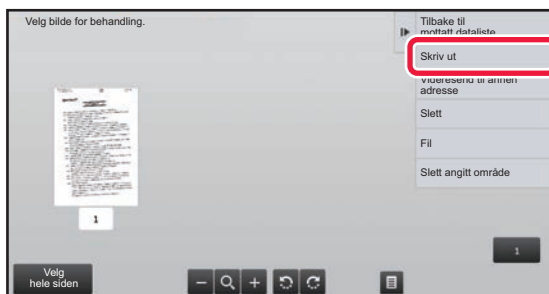 Velg bilde for behandling.
Tilbake til
mottatt dataliste
Skriv ut
Videresend til annen
adresse
Slett
Fil
Slett angitt område
1
1
Velg
hele siden